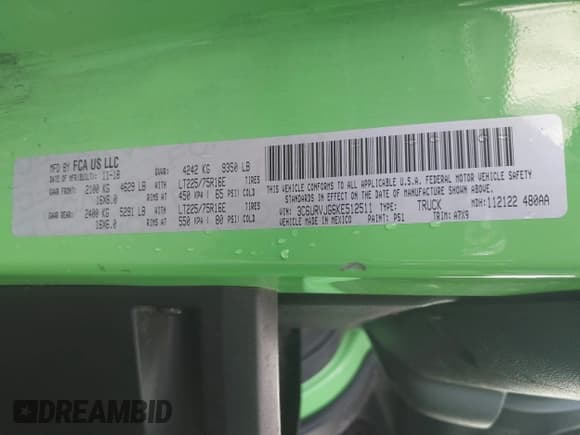 MFD BY FCA US LLC
DATE OF MFR(BUILT): 11-18 GVWR: 4242 KG 9350 LB
GAWR FRONT: 2100 KG 4629 LB WITH LT225/75R16E TIRES
16X6.0 RIMS AT 450 KPA 65 PSI COLD
GAWR REAR: 2400 KG 5291 LB WITH LT225/75R16E TIRES
16X6.0 RIMS AT 550 KPA 80 PSI COLD
THIS VEHICLE CONFORMS TO ALL APPLICABLE U.S.A. FEDERAL MOTOR VEHICLE SAFETY
STANDARDS IN EFFECT ON THE DATE OF MANUFACTURE SHOWN ABOVE.
VIN: 3C6URVJG6KE512511 TYPE: TRUCK MDH: 112122 480AA
VEHICLE MADE IN MEXICO PAINT: PS1 TRIM: A7X9
DREAMBID